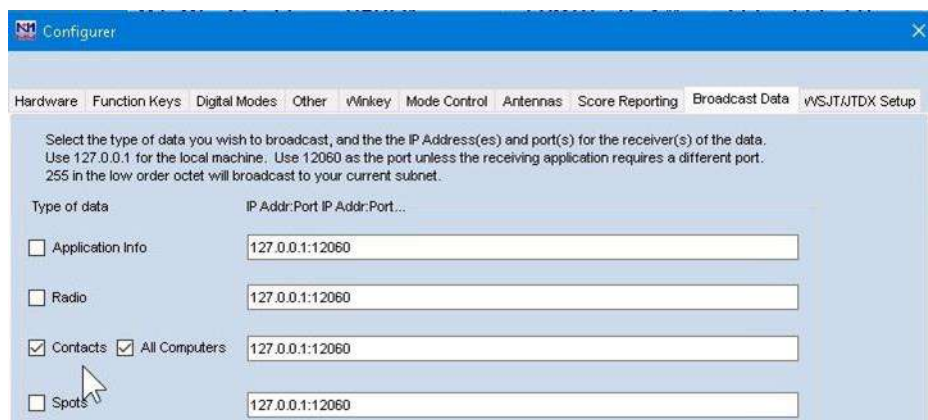 N1 Configurer
Hardware Function Keys Digital Modes Other Winkey Mode Control Antennas Score Reporting Broadcast Data WSJT/JTDX Setup
Select the type of data you wish to broadcast, and the the IP Address(es) and port(s) for the receiver(s) of the data.
Use 127.0.0.1 for the local machine. Use 12060 as the port unless the receiving application requires a different port.
255 in the low order octet will broadcast to your current subnet.
Type of data IP Addr:Port IP Addr:Port...
Application Info 127.0.0.1:12060
Radio 127.0.0.1:12060
Contacts All Computers 127.0.0.1:12060
Spots 127.0.0.1:12060